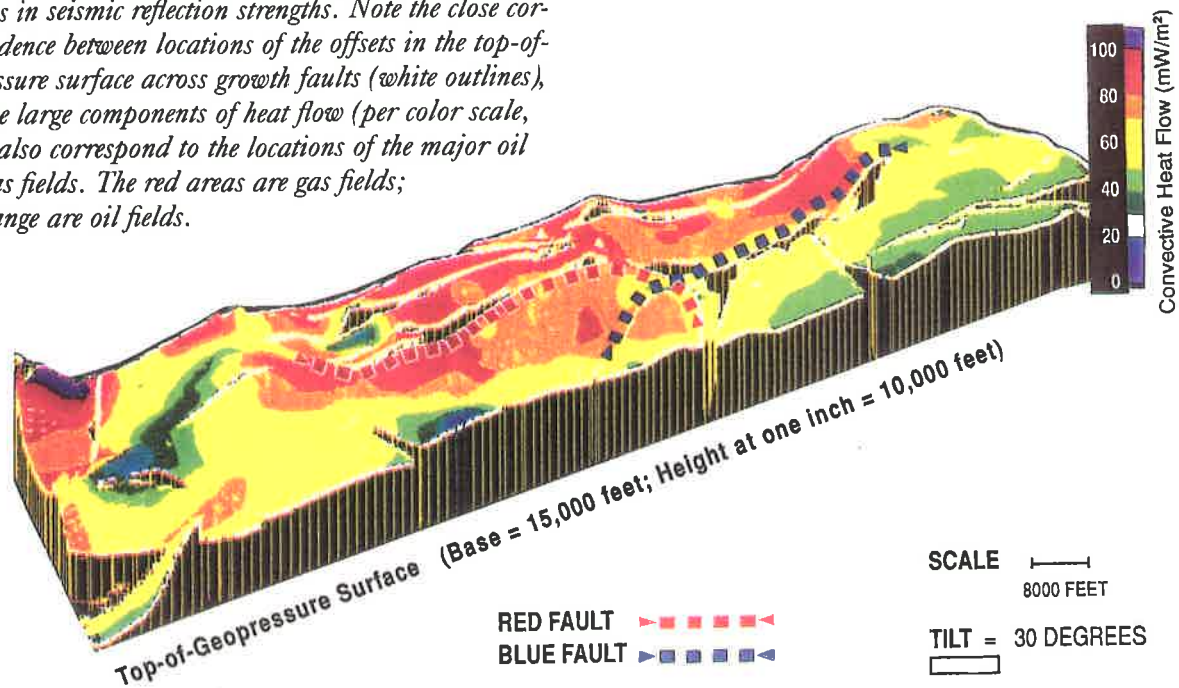 s in seismic reflection strengths. Note the close cor-
dence between locations of the offsets in the top-of-
ssure surface across growth faults (white outlines),
e large components of heat flow (per color scale,
also correspond to the locations of the major oil
as fields. The red areas are gas fields;
nge are oil fields.
100
80
60
40
20
0
Convective Heat Flow (mW/m²)
Top-of-Geopressure Surface (Base = 15,000 feet; Height at one inch = 10,000 feet)
SCALE
8000 FEET
RED FAULT
BLUE FAULT
TILT = 30 DEGREES